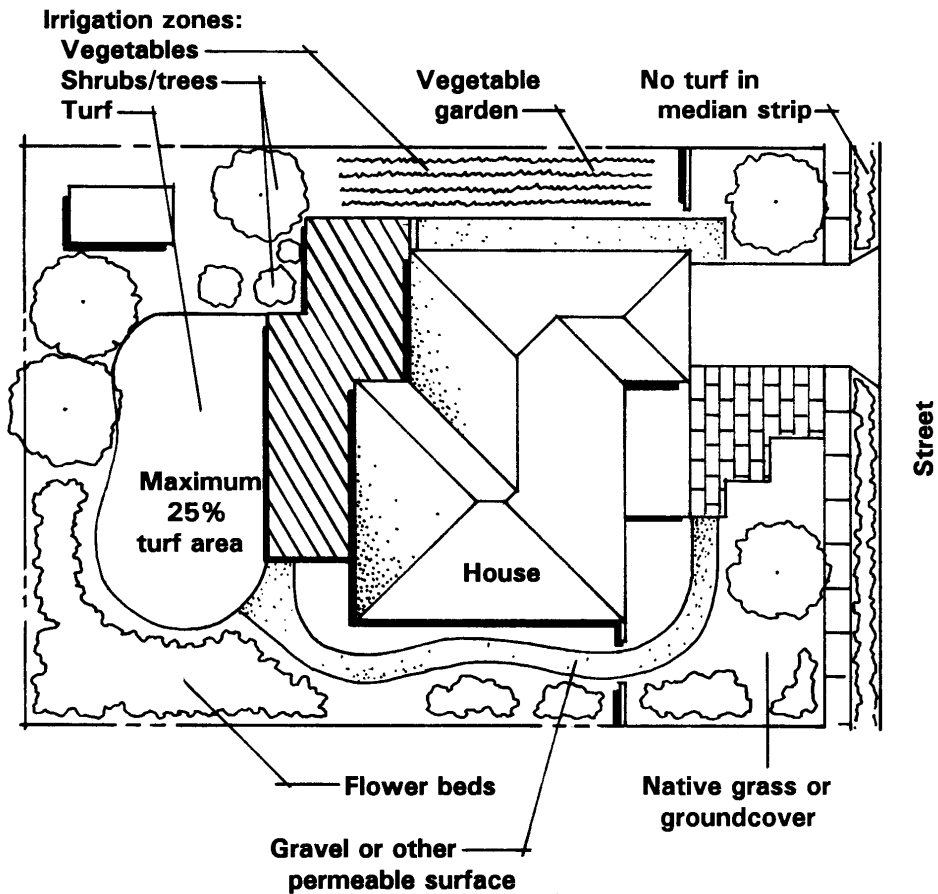 Irrigation zones:
Vegetables
Shrubs/trees
Turf
Vegetable
garden
No turf in
median strip
Street
Maximum
25%
turf area
House
Flower beds
Native grass or
groundcover
Gravel or other
permeable surface